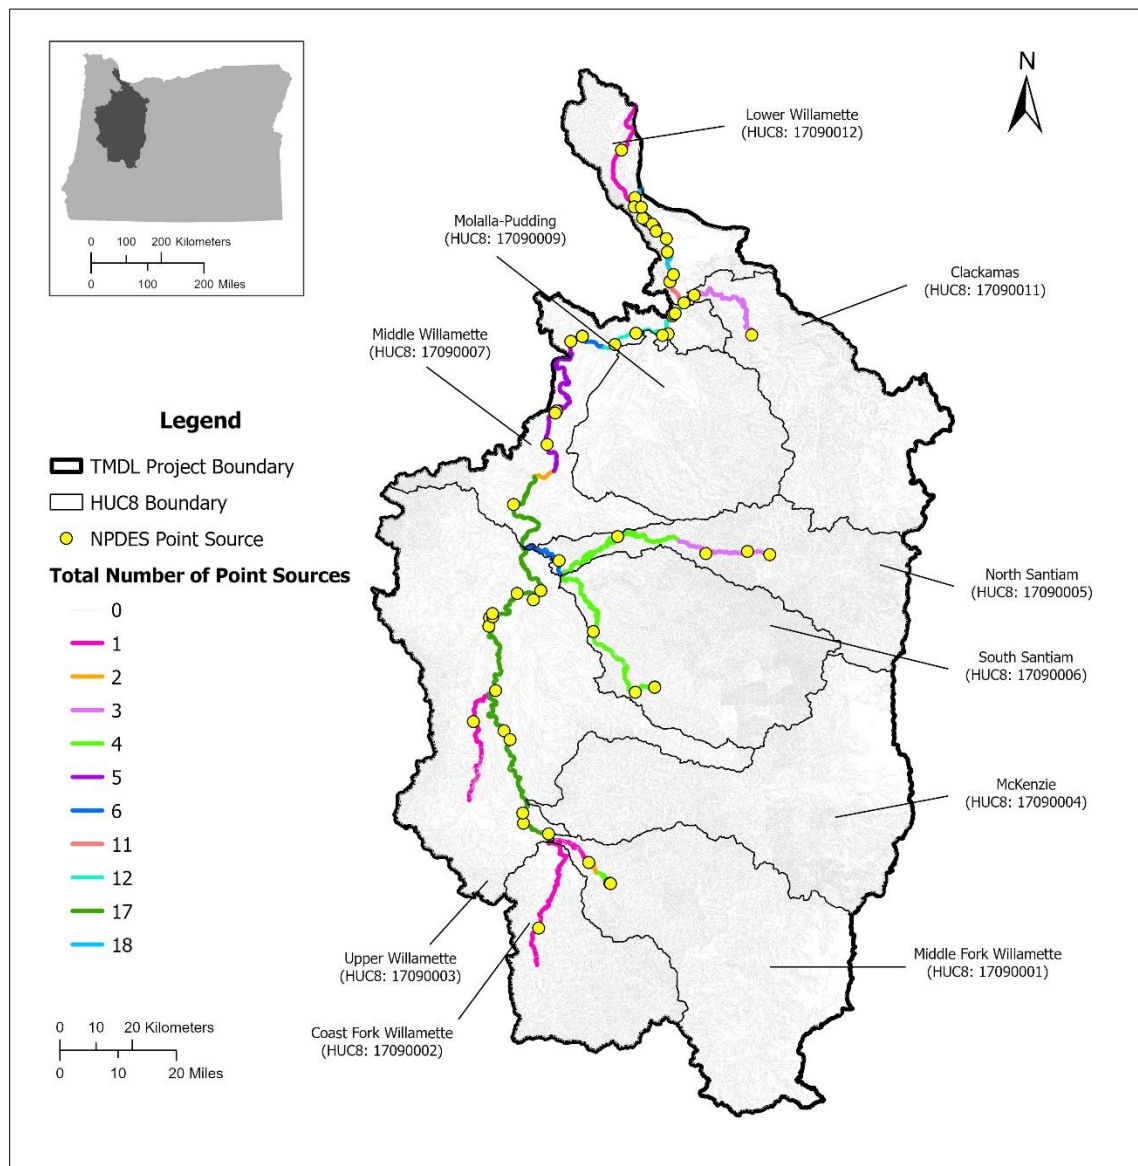 N
0 100 200 Kilometers
0 100 200 Miles
Lower Willamette
(HUC8: 17090012)
Molalla-Pudding
(HUC8: 17090009)
Clackamas
(HUC8: 17090011)
Middle Willamette
(HUC8: 17090007)
Legend
TMDL Project Boundary
HUC8 Boundary
NPDES Point Source
Total Number of Point Sources
0
1
2
3
4
5
6
11
12
17
18
North Santiam
(HUC8: 17090005)
South Santiam
(HUC8: 17090006)
McKenzie
(HUC8: 17090004)
Upper Willamette
(HUC8: 17090003)
Middle Fork Willamette
(HUC8: 17090001)
Coast Fork Willamette
(HUC8: 17090002)
0 10 20 Kilometers
0 10 20 Miles